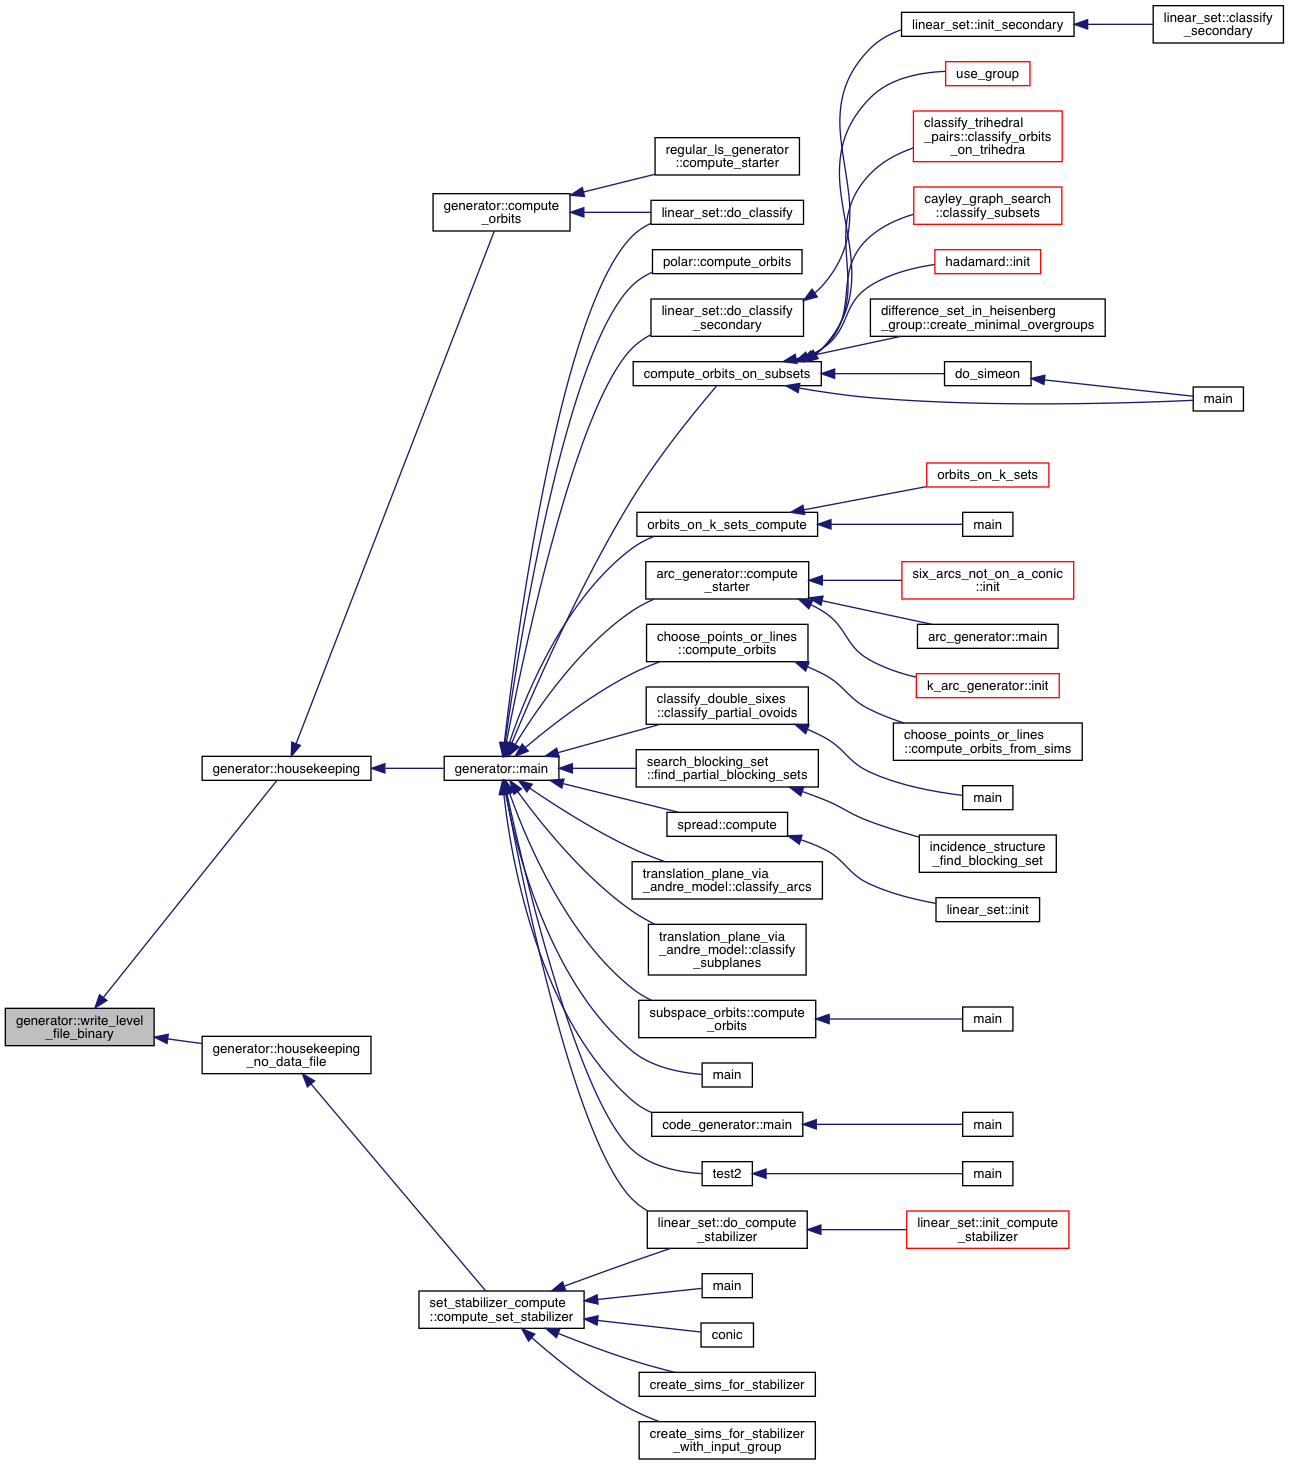 linear_set::init_secondary
linear_set::classify
_secondary
use_group
classify_trihedral
_pairs::classify_orbits
_on_trihedra
regular_ls_generator
::compute_starter
cayley_graph_search
::classify_subsets
generator::compute
_orbits
linear_set::do_classify
polar::compute_orbits
hadamard::init
linear_set::do_classify
_secondary
difference_set_in_heisenberg
_group::create_minimal_overgroups
compute_orbits_on_subsets
do_simeon
main
orbits_on_k_sets
orbits_on_k_sets_compute
main
arc_generator::compute
_starter
six_arcs_not_on_a_conic
::init
arc_generator::main
choose_points_or_lines
::compute_orbits
k_arc_generator::init
classify_double_sixes
::classify_partial_ovoids
choose_points_or_lines
::compute_orbits_from_sims
generator::housekeeping
generator::main
search_blocking_set
::find_partial_blocking_sets
main
spread::compute
incidence_structure
_find_blocking_set
translation_plane_via
_andre_model::classify_arcs
linear_set::init
translation_plane_via
_andre_model::classify
_subplanes
generator::write_level
_file_binary
subspace_orbits::compute
_orbits
main
generator::housekeeping
_no_data_file
main
code_generator::main
main
test2
main
linear_set::do_compute
_stabilizer
linear_set::init_compute
_stabilizer
main
set_stabilizer_compute
::compute_set_stabilizer
conic
create_sims_for_stabilizer
create_sims_for_stabilizer
_with_input_group